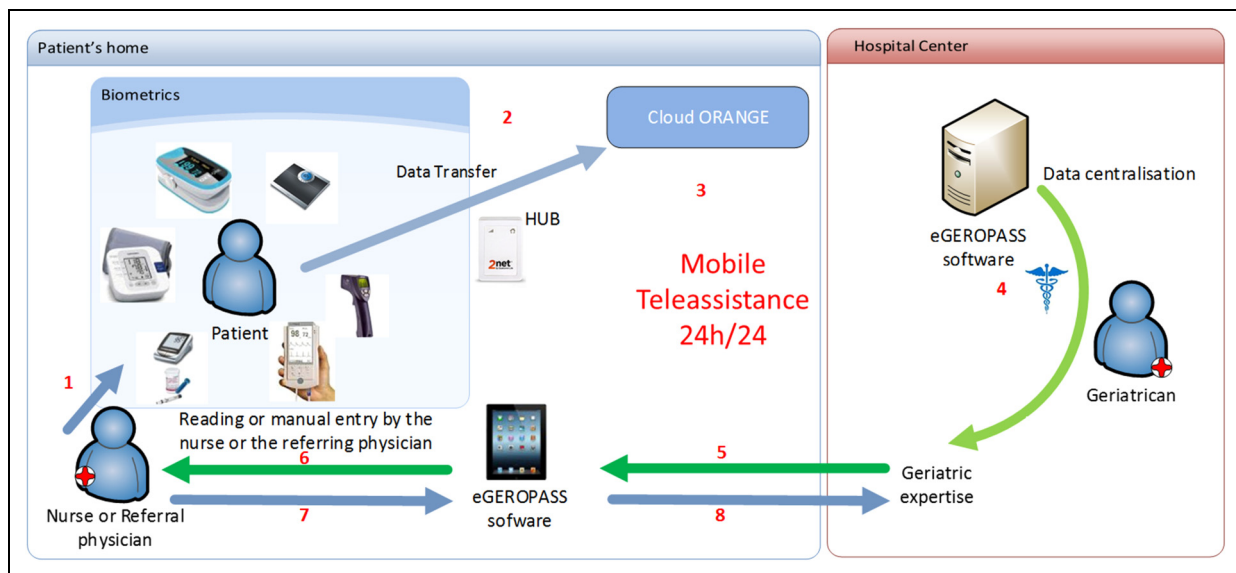 Patient's home
Hospital Center
Biometrics
2
Cloud ORANGE
Data Transfer
3
HUB
2net
Mobile
Teleassistance
24h/24
Patient
1
98
72
Reading or manual entry by the
nurse or the referring physician
6
7
Nurse or Referral
physician
eGEROPASS
sofware
5
8
eGEROPASS
software
4
Data centralisation
Geriatrican
Geriatric
expertise